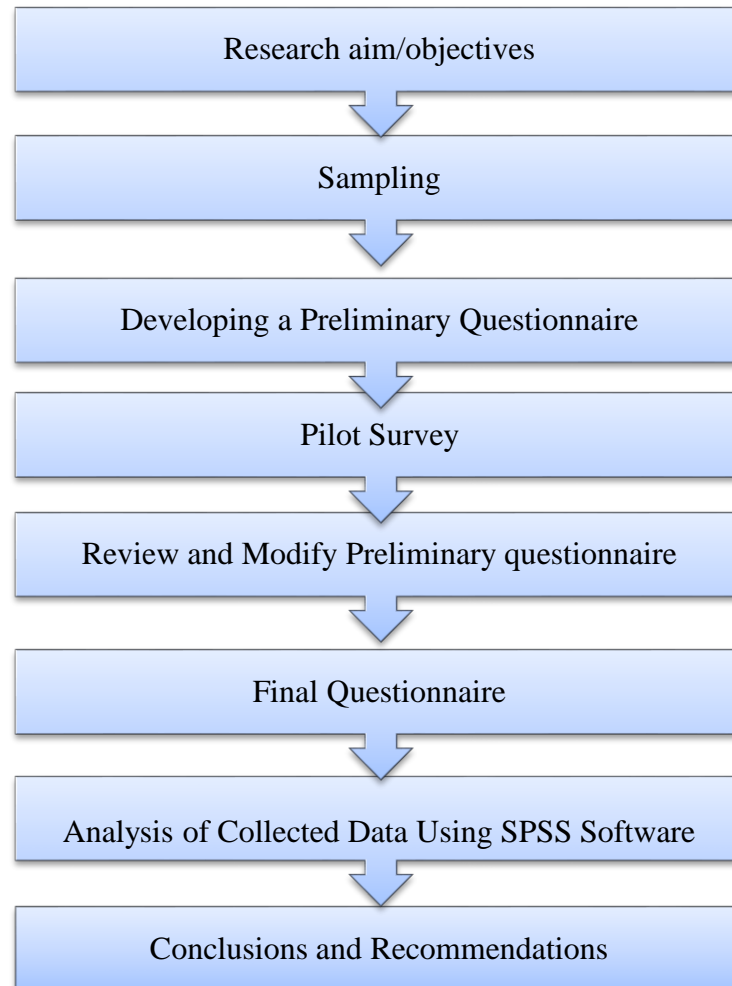 Research aim/objectives
Sampling
Developing a Preliminary Questionnaire
Pilot Survey
Review and Modify Preliminary questionnaire
Final Questionnaire
Analysis of Collected Data Using SPSS Software
Conclusions and Recommendations